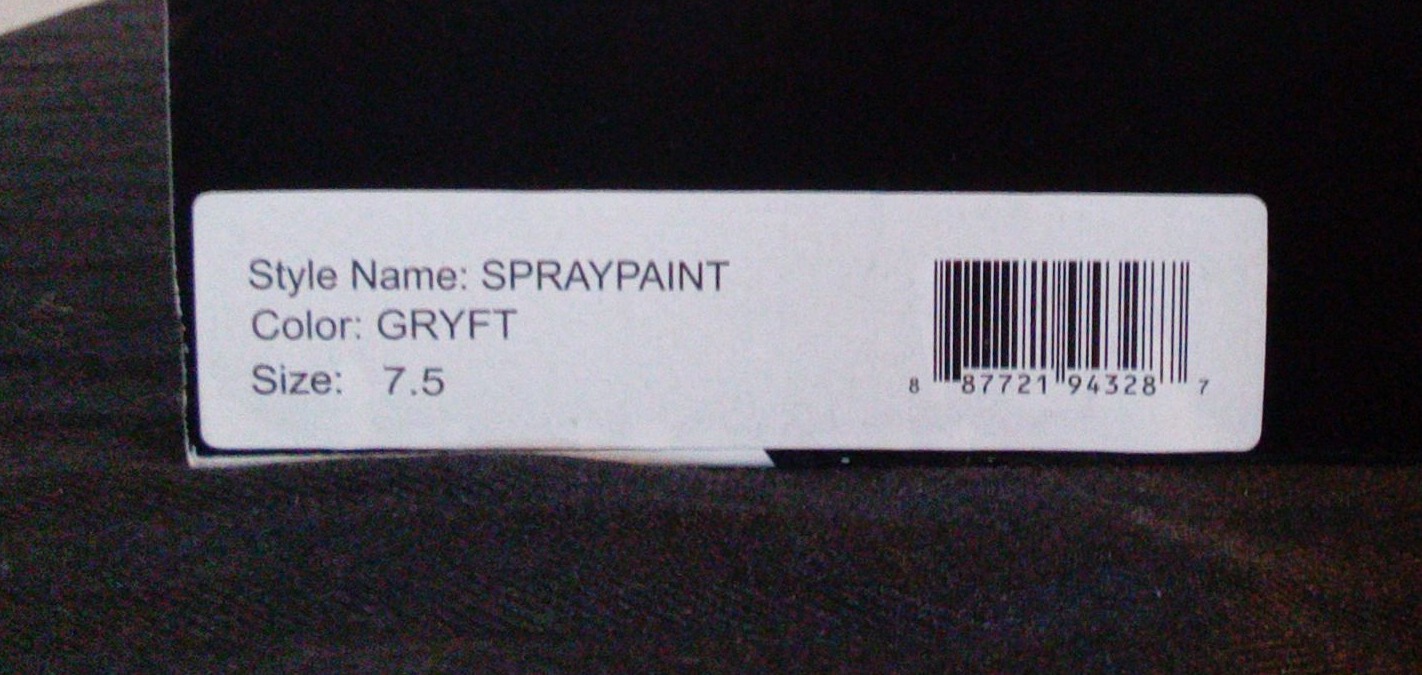 Style Name: SPRAYPAINT
Color: GRYFT
Size: 7.5
8 87721 94328 7